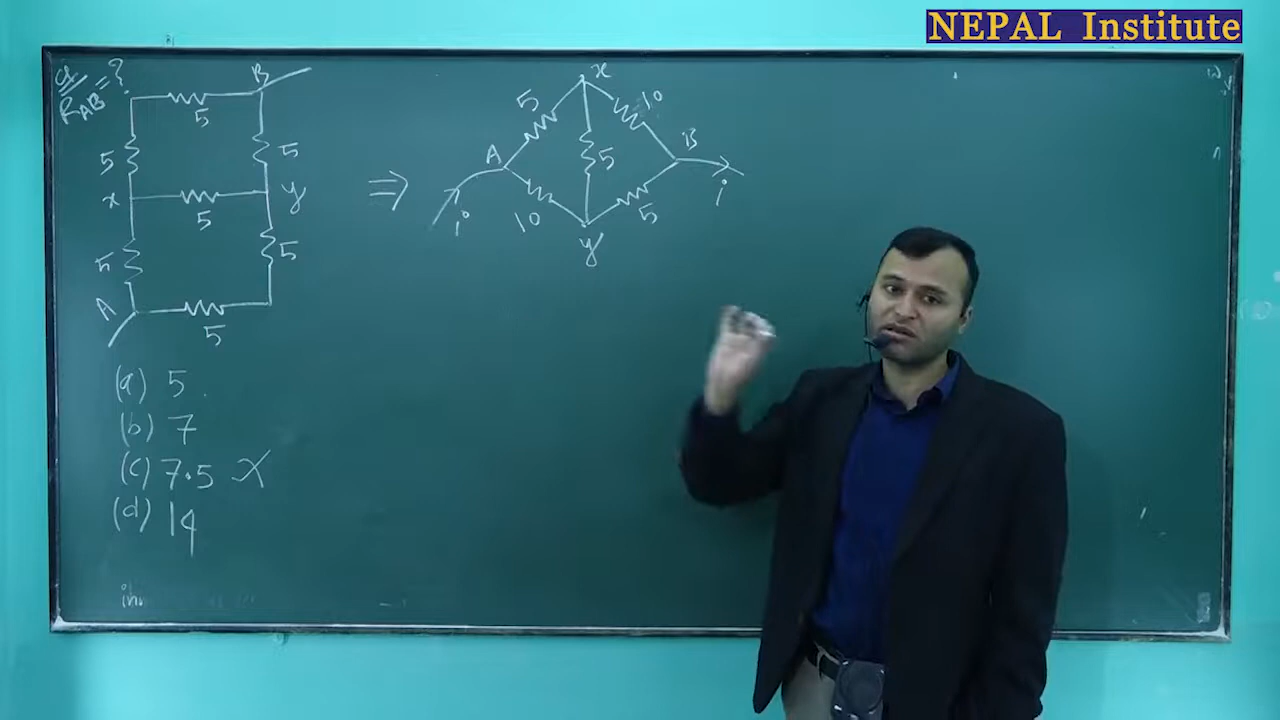 NEPAL Institute
Q/
R_AB = ?
B
5
5
5
x
5
y
5
5
A
5
⇒
x
5
10
A
5
B
i
10
5
i
y
(a) 5
(b) 7
(c) 7.5 X
(d) 14